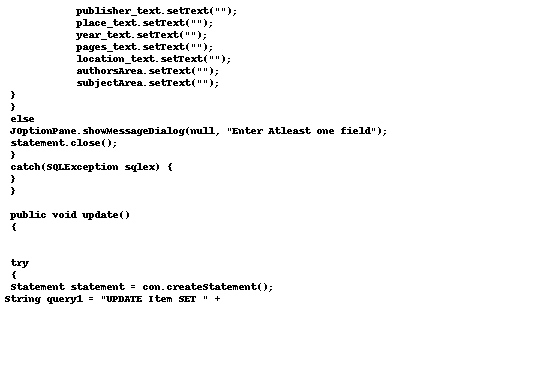 publisher_text.setText("");
place_text.setText("");
year_text.setText("");
pages_text.setText("");
location_text.setText("");
authorsArea.setText("");
subjectArea.setText("");
}
}
else
JOptionPane.showMessageDialog(null, "Enter Atleast one field");
statement.close();
}
catch(SQLException sqlex) {
}
}
public void update()
{
try
{
Statement statement = con.createStatement();
String query1 = "UPDATE Item SET " +